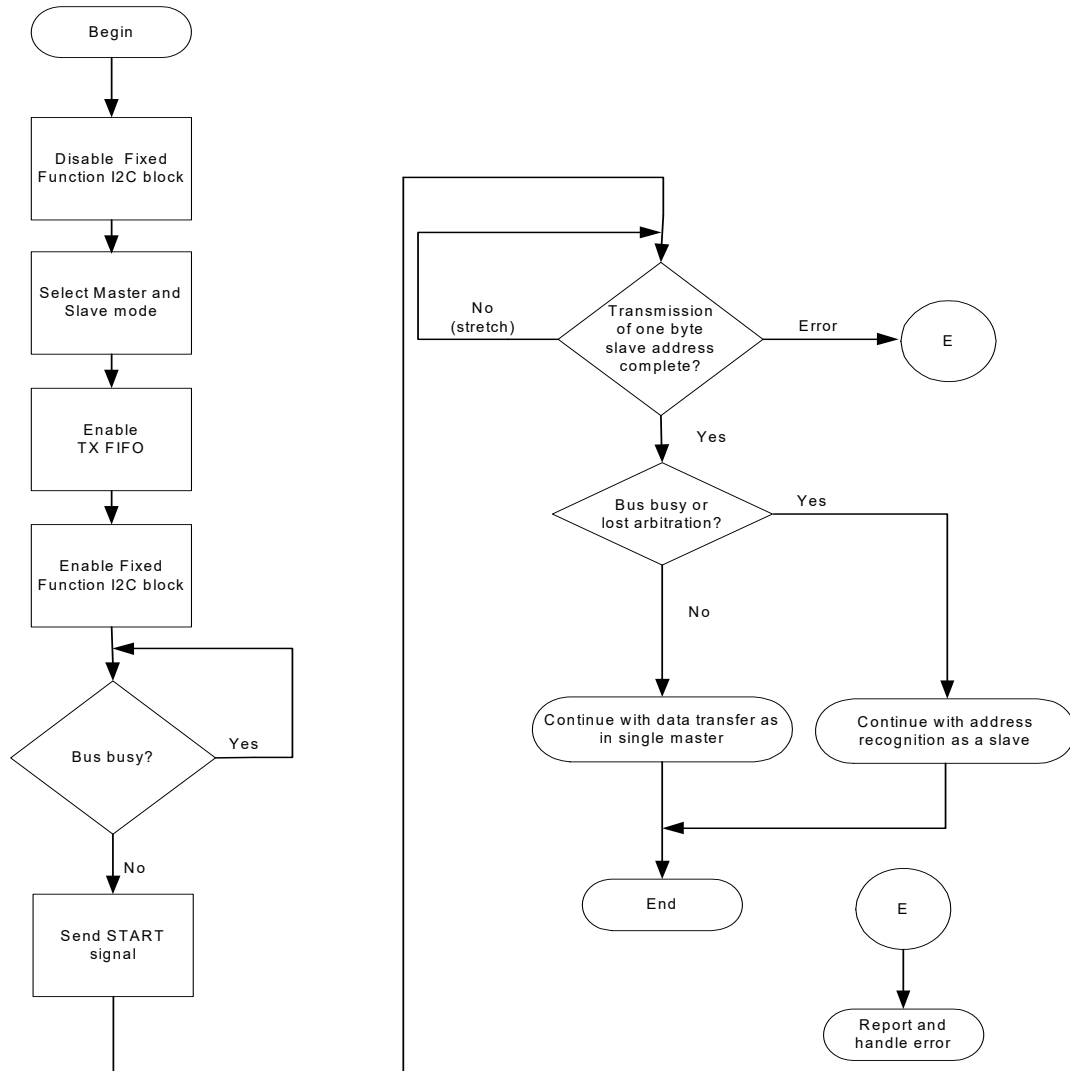 Begin
Disable Fixed
Function I2C block
Select Master and
Slave mode
Enable
TX FIFO
Enable Fixed
Function I2C block
Bus busy?
Yes
No
Send START
signal
Transmission
of one byte
slave address
complete?
No
(stretch)
Error
E
Yes
Bus busy or
lost arbitration?
Yes
No
Continue with data transfer as
in single master
Continue with address
recognition as a slave
End
E
Report and
handle error